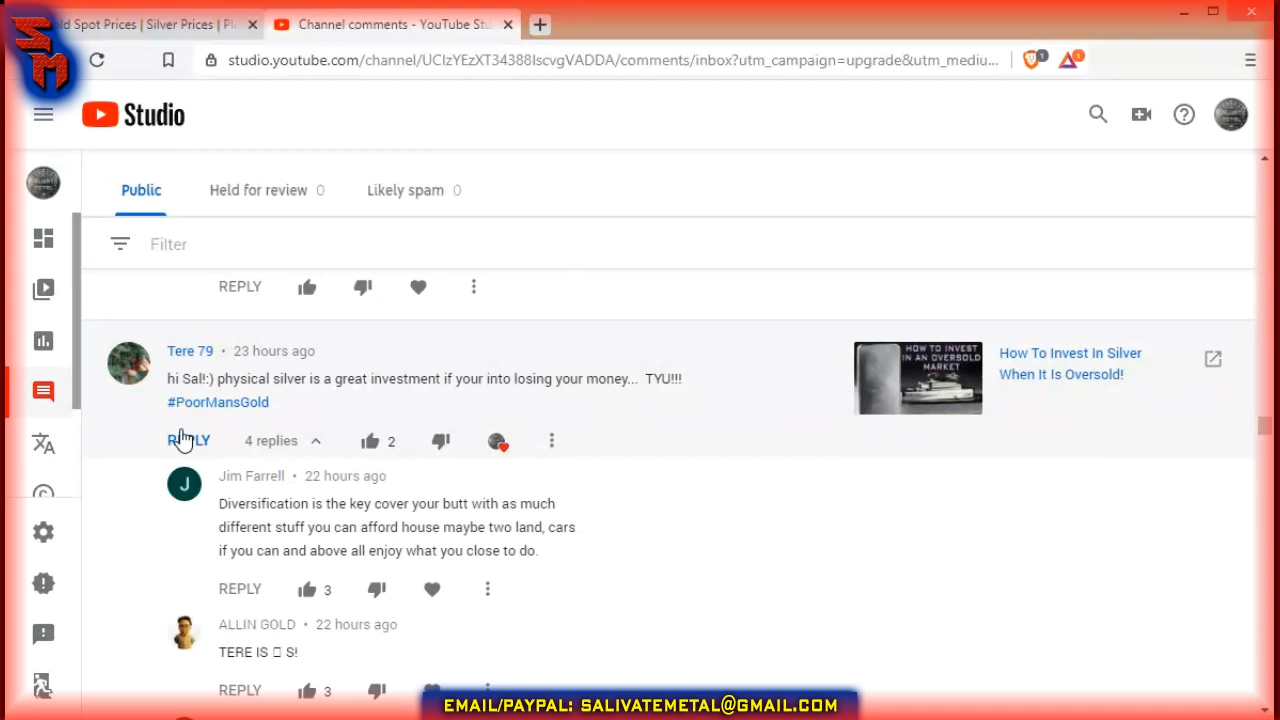 SM
ld Spot Prices | Silver Prices | Pl
Channel comments - YouTube Stu
studio.youtube.com/channel/UCIzYEzXT34388IscvgVADDA/comments/inbox?utm_campaign=upgrade&utm_mediu...
1
1
Studio
Public
Held for review 0
Likely spam 0
Filter
REPLY
Tere 79 • 23 hours ago
hi Sal!:) physical silver is a great investment if your into losing your money... TYU!!!
#PoorMansGold
REPLY 4 replies 2
HOW TO INVEST
IN AN OVERSOLD
MARKET
How To Invest In Silver
When It Is Oversold!
J
Jim Farrell • 22 hours ago
Diversification is the key cover your butt with as much
different stuff you can afford house maybe two land, cars
if you can and above all enjoy what you close to do.
REPLY 3
ALLIN GOLD • 22 hours ago
TERE IS S!
REPLY 3
EMAIL/PAYPAL: SALIVATEMETAL@GMAIL.COM